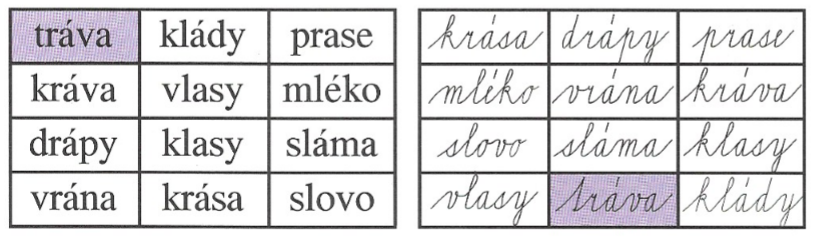 tráva klády prase
kráva vlasy mléko
drápy klasy sláma
vrána krása slovo
krása drápy prase
mléko vrána kráva
slovo sláma klasy
vlasy tráva klády